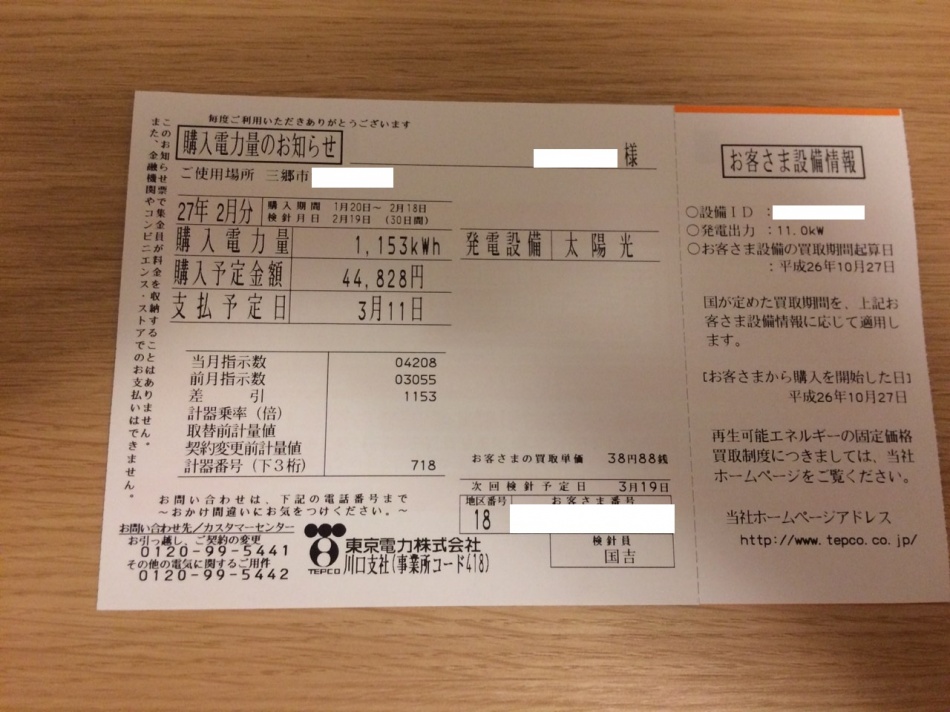 毎度ご利用いただきありがとうございます
購入電力量のお知らせ
様
ご使用場所 三郷市
27年 2月分
購入期間 1月20日~ 2月18日
検針月日 2月19日 (30日間)
購入電力量 1,153kWh
発電設備 太陽光
購入予定金額 44,828円
支払予定日 3月11日
当月指示数 04208
前月指示数 03055
差引 1153
計器乗率(倍)
取替前計量値
契約変更前計量値
計器番号(下3桁) 718
お客さまの買取単価 38円88銭
次回検針予定日 3月19日
地区番号 お客さま番号
18
検針員
国吉
お問い合わせは、下記の電話番号まで
~おかけ間違いにお気をつけください。~
お問い合わせ先/カスタマーセンター
お引っ越し、ご契約の変更
0120-99-5441
その他の電気に関するご用件
0120-99-5442
TEPCO
東京電力株式会社
川口支社(事業所コード418)
このお知らせ票で集金員が料金を収納することはありません。
また、金融機関やコンビニエンス・ストアでのお支払いはできません。
お客さま設備情報
○設備ID :
○発電出力 :11.0kW
○お客さま設備の買取期間起算日
:平成26年10月27日
国が定めた買取期間を、上記お
客さま設備情報に応じて適用し
ます。
[お客さまから購入を開始した日]
平成26年10月27日
再生可能エネルギーの固定価格
買取制度につきましては、当社
ホームページをご覧ください。
当社ホームページアドレス
http://www.tepco.co.jp/